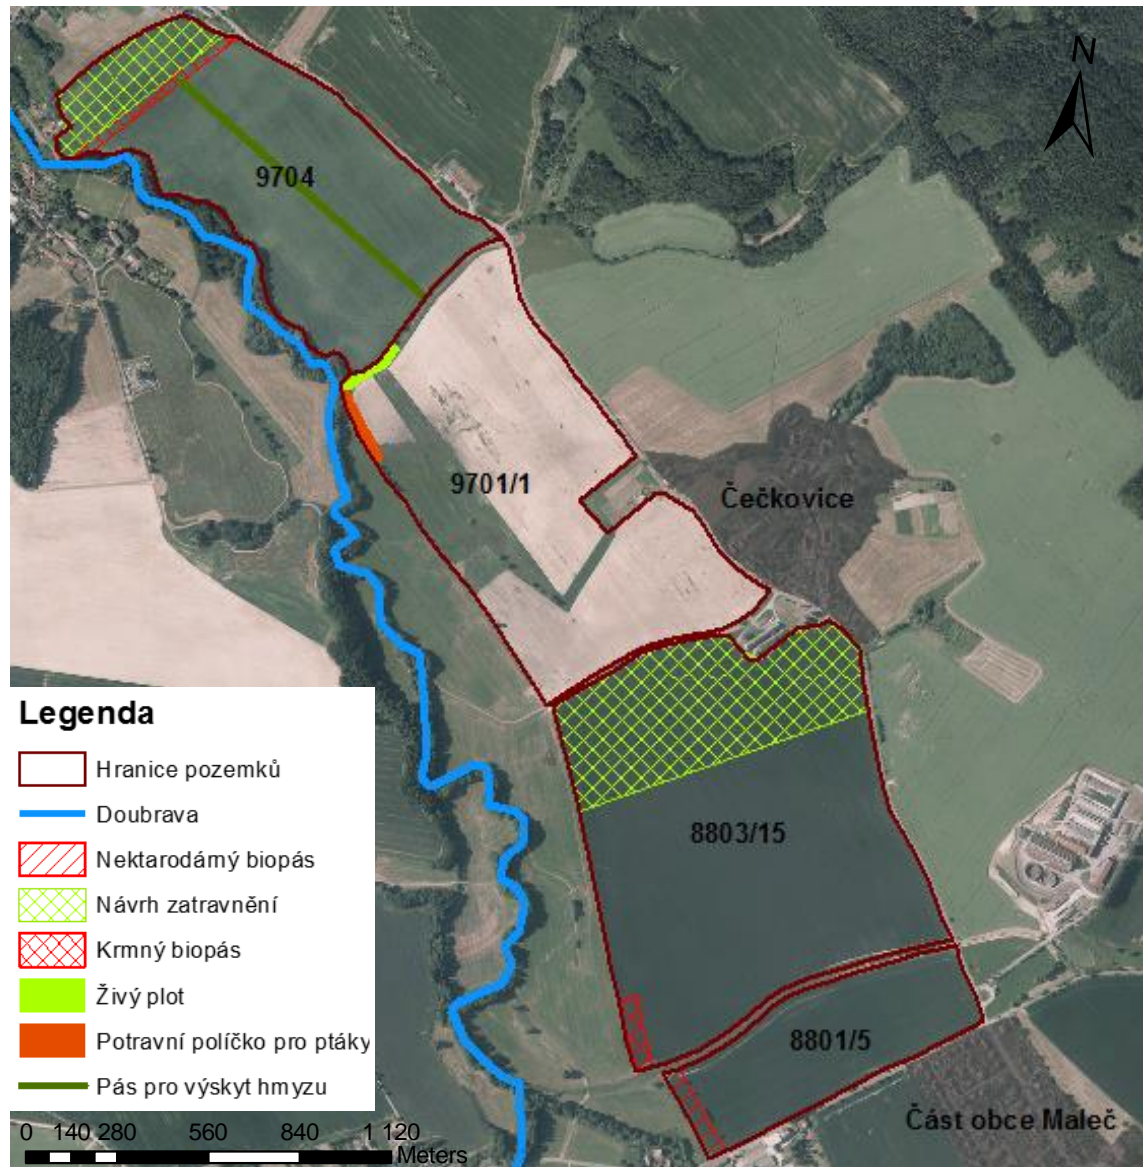 N
9704
9701/1
Čečkovice
8803/15
8801/5
Část obce Maleč
Legenda
Hranice pozemků
Doubrava
Nektarodárný biopás
Návrh zatravnění
Krmný biopás
Živý plot
Potravní políčko pro ptáky
Pás pro výskyt hmyzu
0 140 280 560 840 1 120
Meters